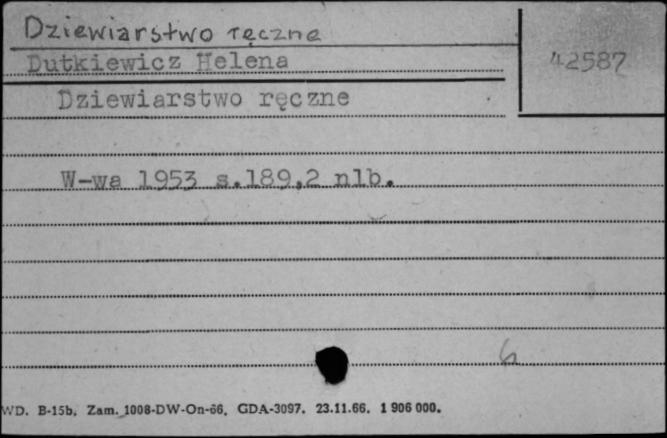 Dziewiarstwo ręczne
42587
Dutkiewicz Helena
Dziewiarstwo ręczne
W-wa 1953 s.189,2 nlb.
6
WD. B-15b. Zam. 1008-DW-On-66. GDA-3097. 23.11.66. 1 906 000.